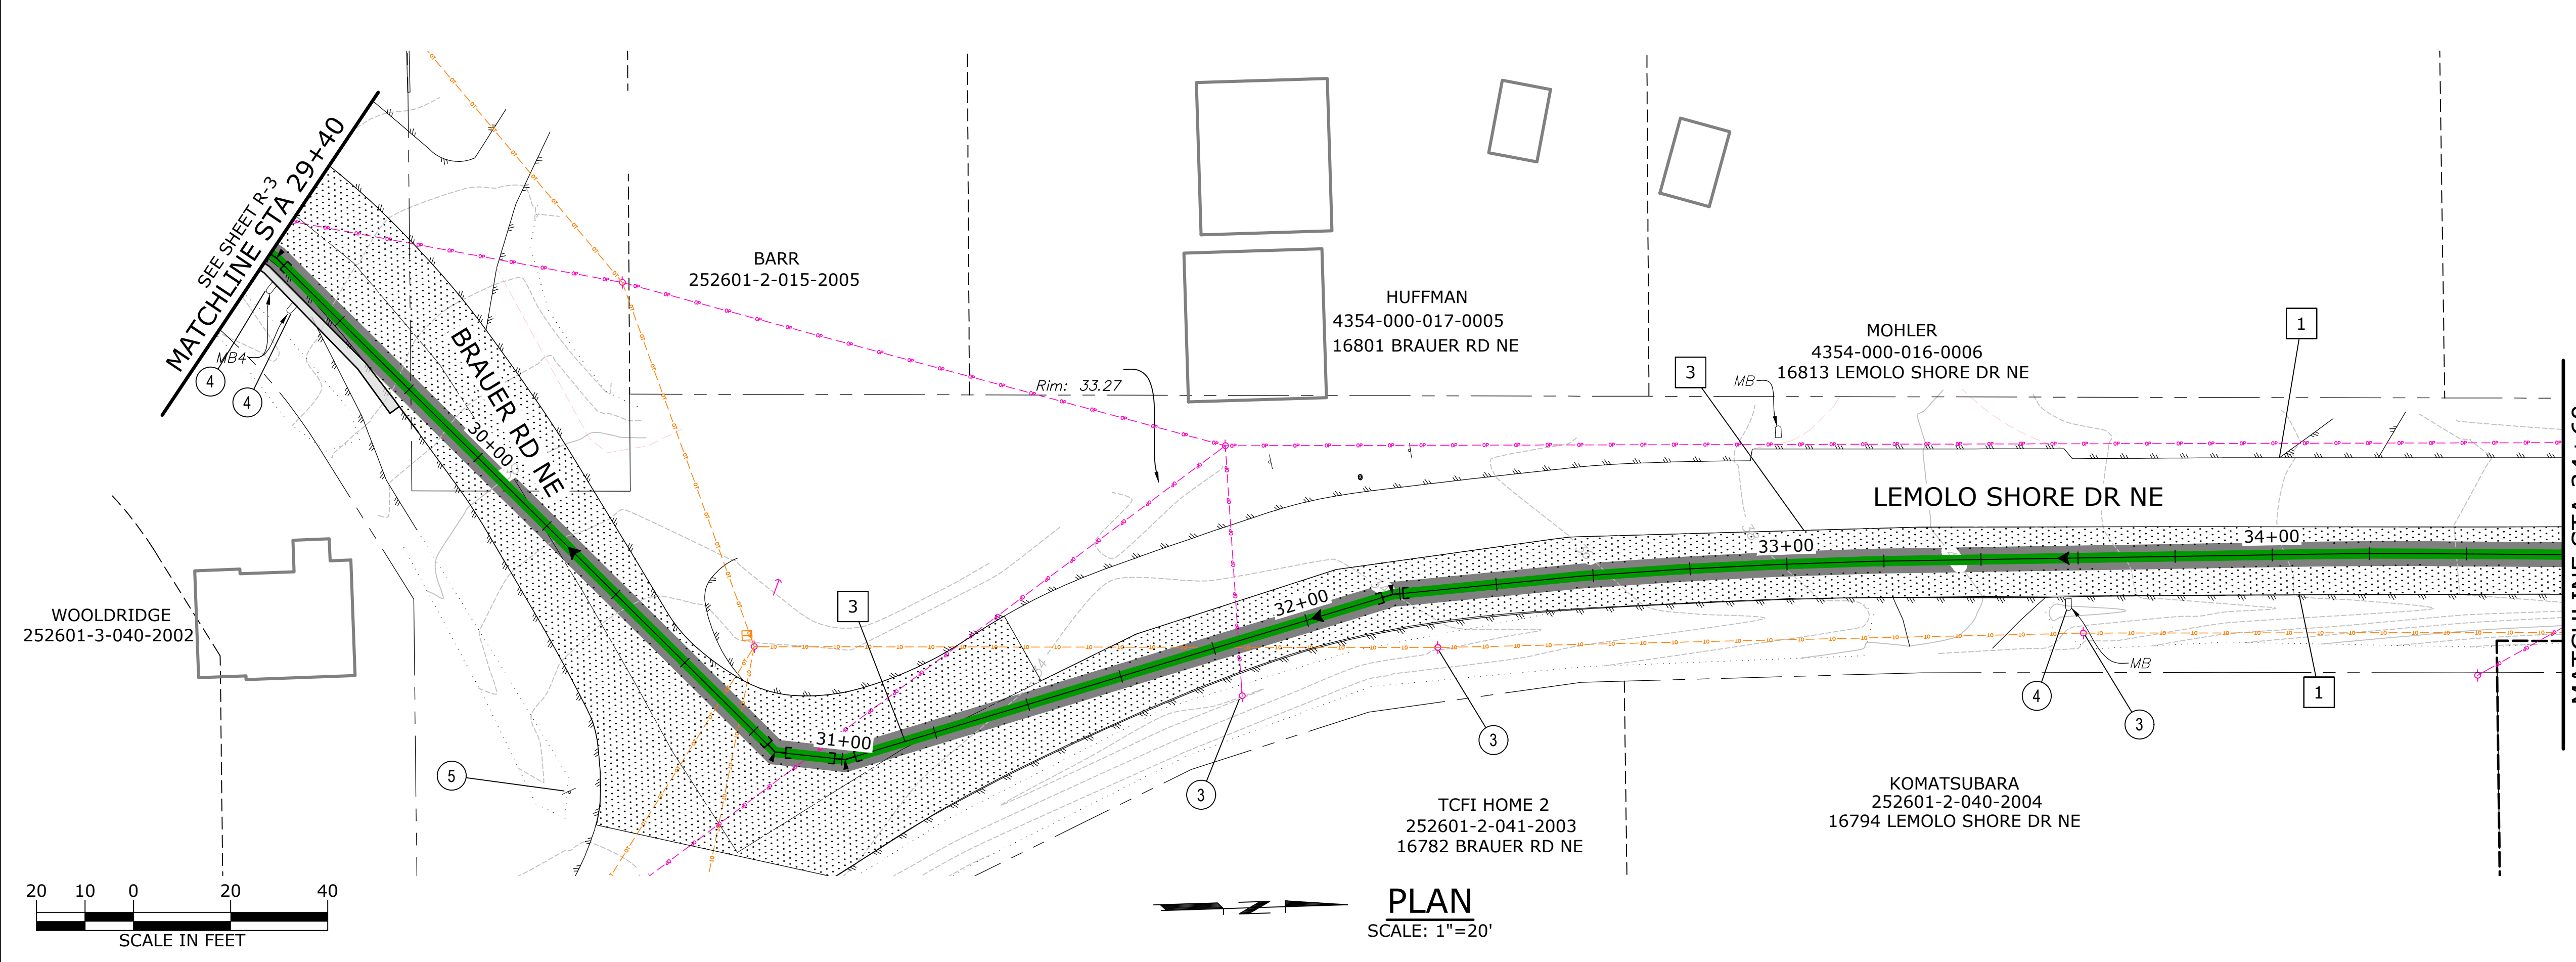 SEE SHEET R-3
MATCHLINE STA 29+40
MB4
4
4
BRAUER RD NE
30+00
BARR
252601-2-015-2005
HUFFMAN
4354-000-017-0005
16801 BRAUER RD NE
Rim: 33.27
MOHLER
4354-000-016-0006
16813 LEMOLO SHORE DR NE
MB
3
1
LEMOLO SHORE DR NE
33+00
34+00
32+00
31+00
3
WOOLDRIDGE
252601-3-040-2002
5
3
3
4
MB
3
1
TCFI HOME 2
252601-2-041-2003
16782 BRAUER RD NE
KOMATSUBARA
252601-2-040-2004
16794 LEMOLO SHORE DR NE
MATCHLINE STA
20 10 0 20 40
SCALE IN FEET
PLAN
SCALE: 1"=20'